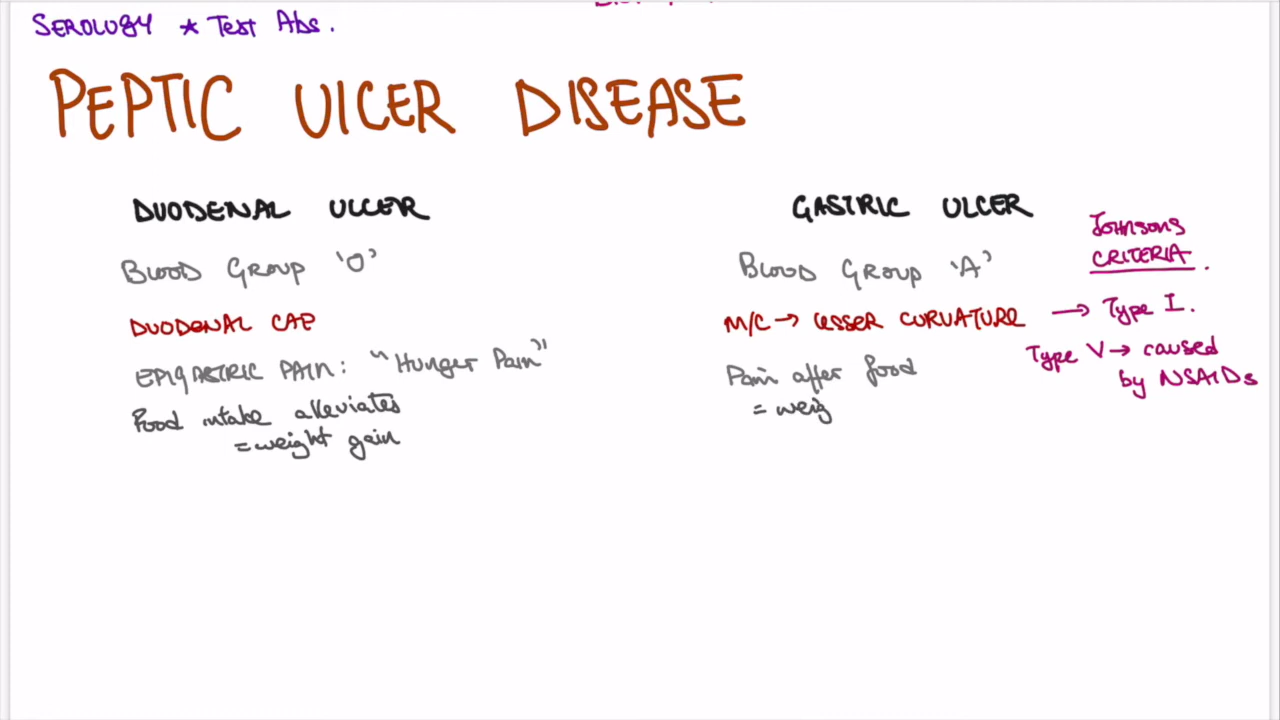 SEROLOGY * Test Abs.
PEPTIC ULCER DISEASE
DUODENAL ULCER
BLOOD GROUP 'O'
DUODENAL CAP
EPIGASTRIC PAIN: "Hunger Pain"
Food intake alleviates
= weight gain
GASTRIC ULCER
BLOOD GROUP 'A'
M/C → LESSER CURVATURE
Pain after food
= weig
Johnsons
CRITERIA.
→ Type I.
Type V → caused
by NSAIDs